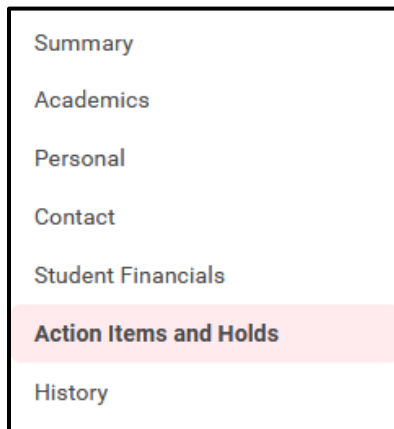 Summary
Academics
Personal
Contact
Student Financials
Action Items and Holds
History